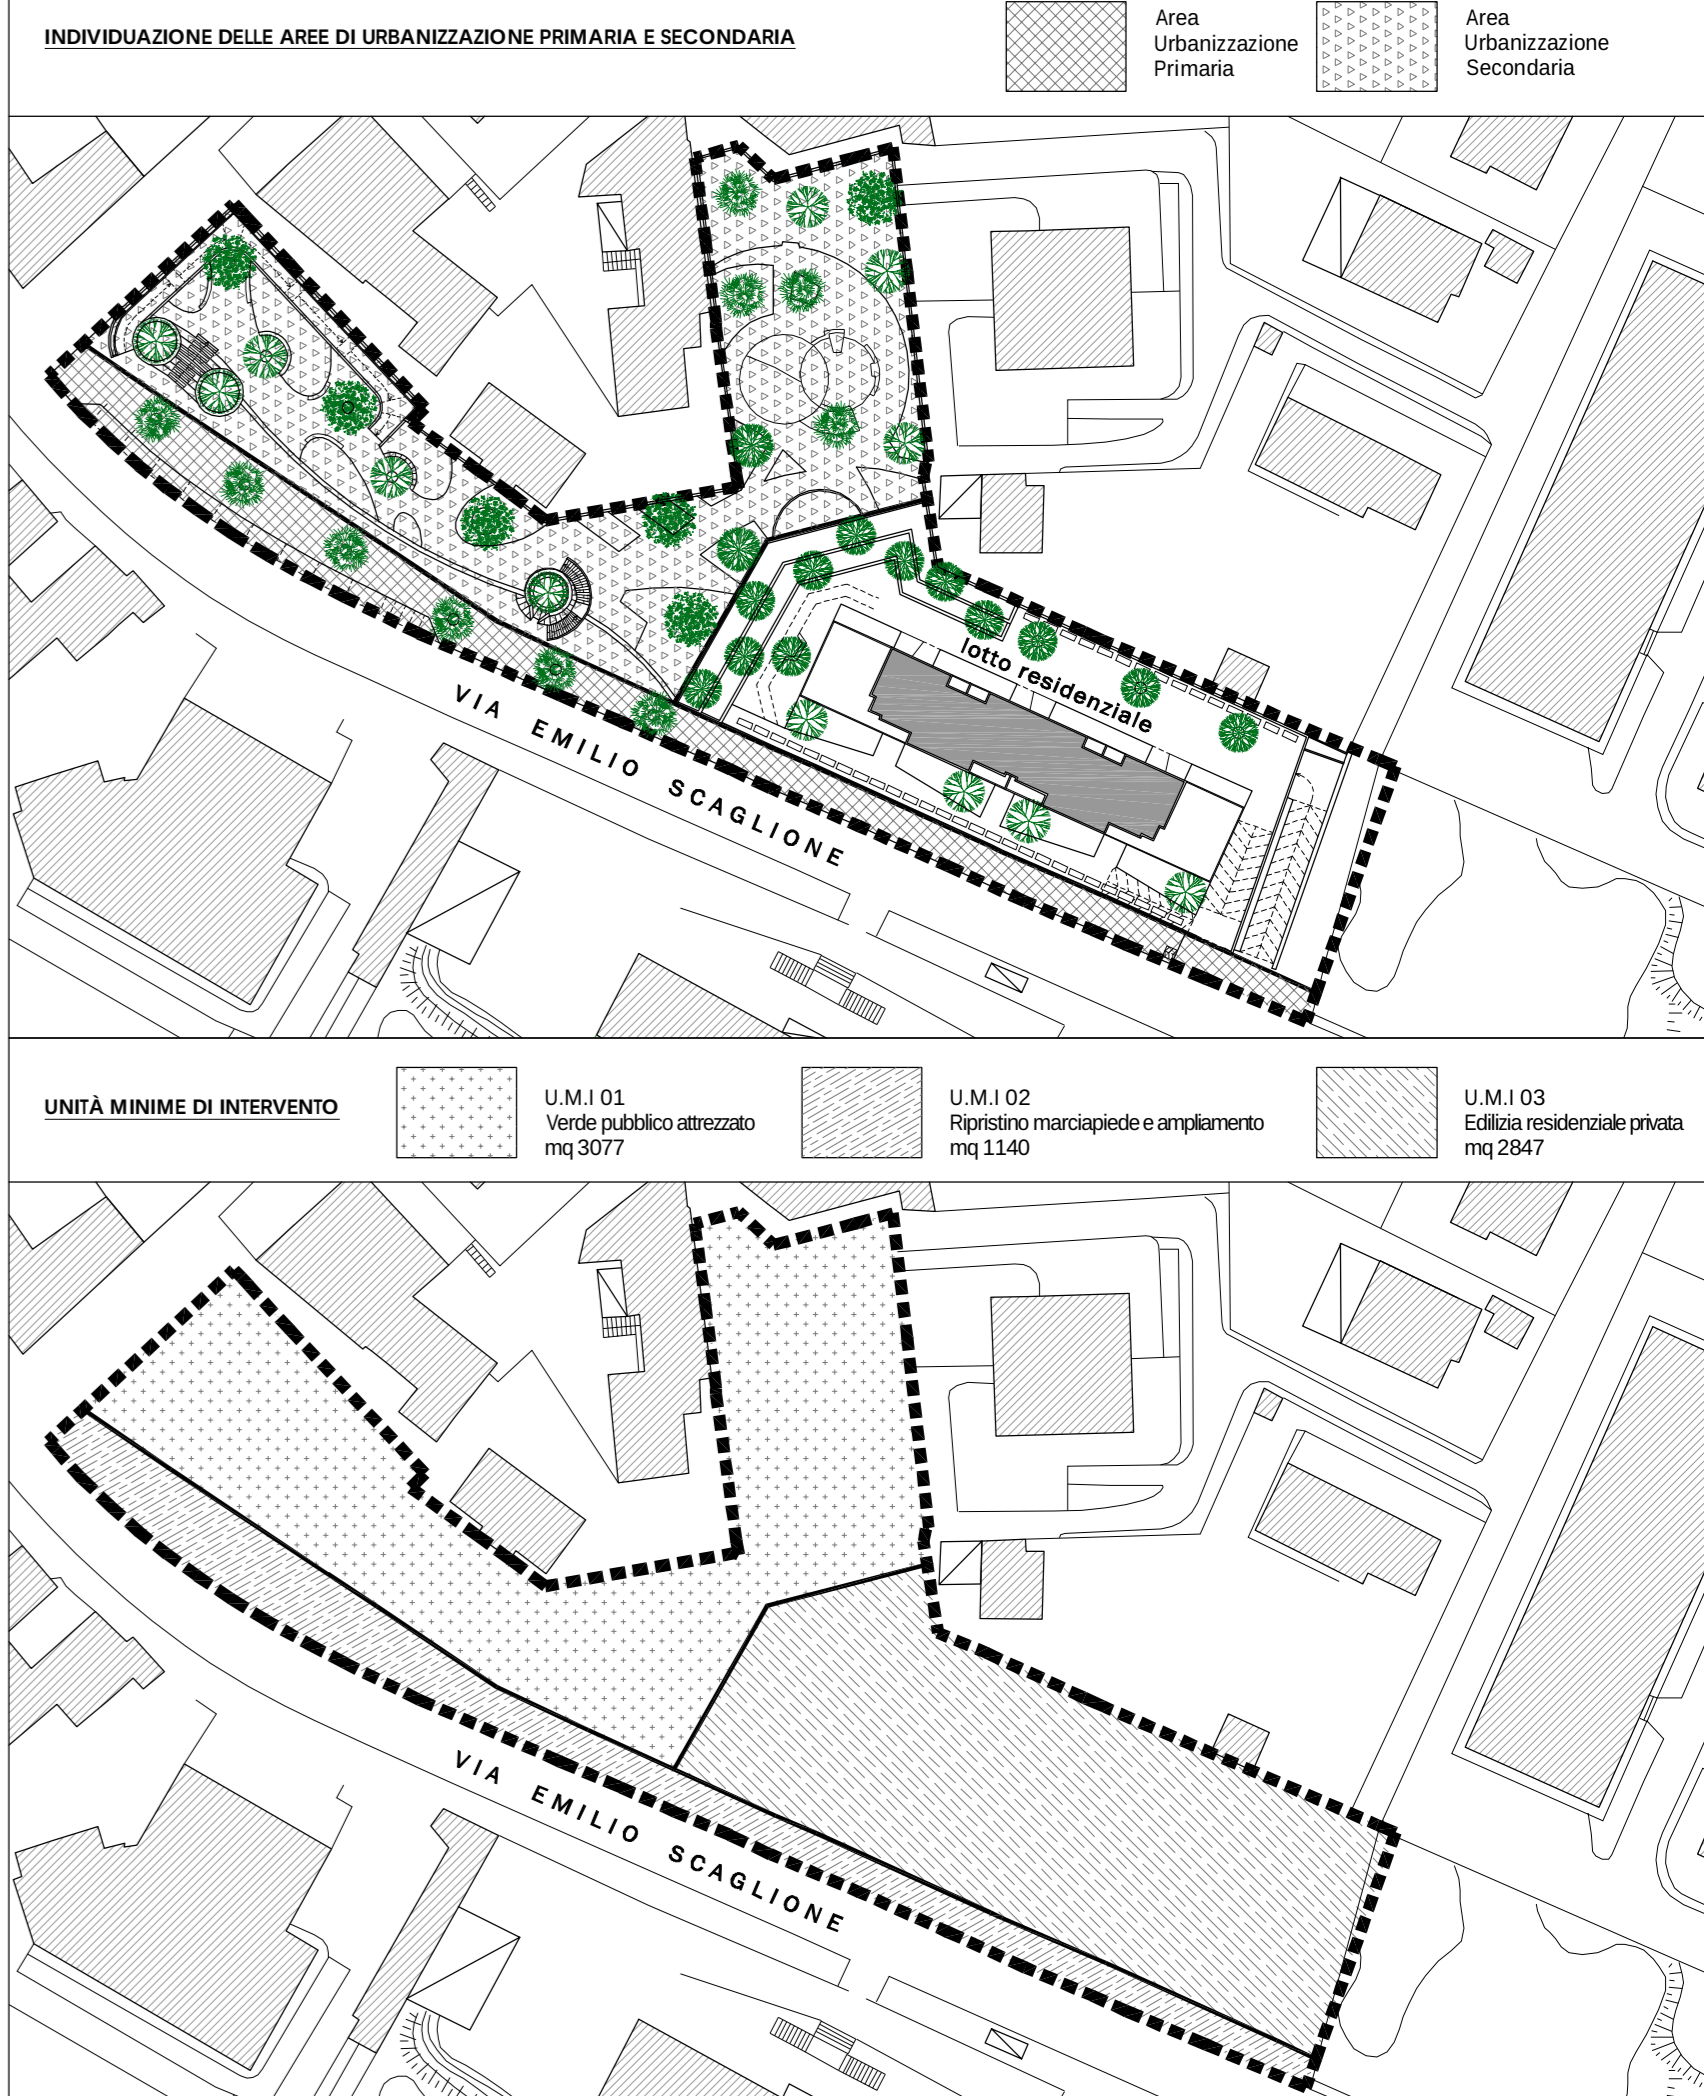 INDIVIDUAZIONE DELLE AREE DI URBANIZZAZIONE PRIMARIA E SECONDARIA
Area
Urbanizzazione
Primaria
Area
Urbanizzazione
Secondaria
lotto residenziale
VIA EMILIO SCAGLIONE
UNITÀ MINIME DI INTERVENTO
U.M.I 01
Verde pubblico attrezzato
mq 3077
U.M.I 02
Ripristino marciapiede e ampliamento
mq 1140
U.M.I 03
Edilizia residenziale privata
mq 2847
VIA EMILIO SCAGLIONE